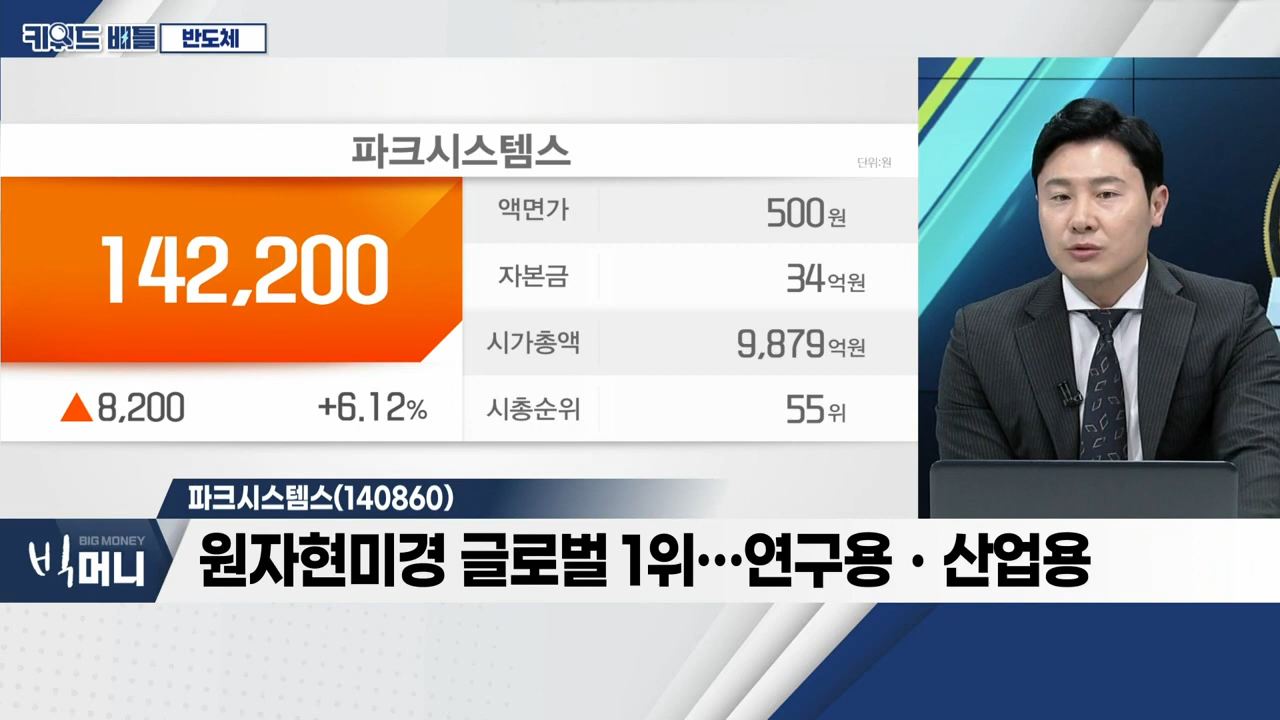 키워드 배틀 반도체
파크시스템스
단위:원
142,200
▲8,200 +6.12%
액면가 500원
자본금 34억원
시가총액 9,879억원
시총순위 55위
파크시스템스(140860)
BIG MONEY
빅머니
원자현미경 글로벌 1위…연구용·산업용